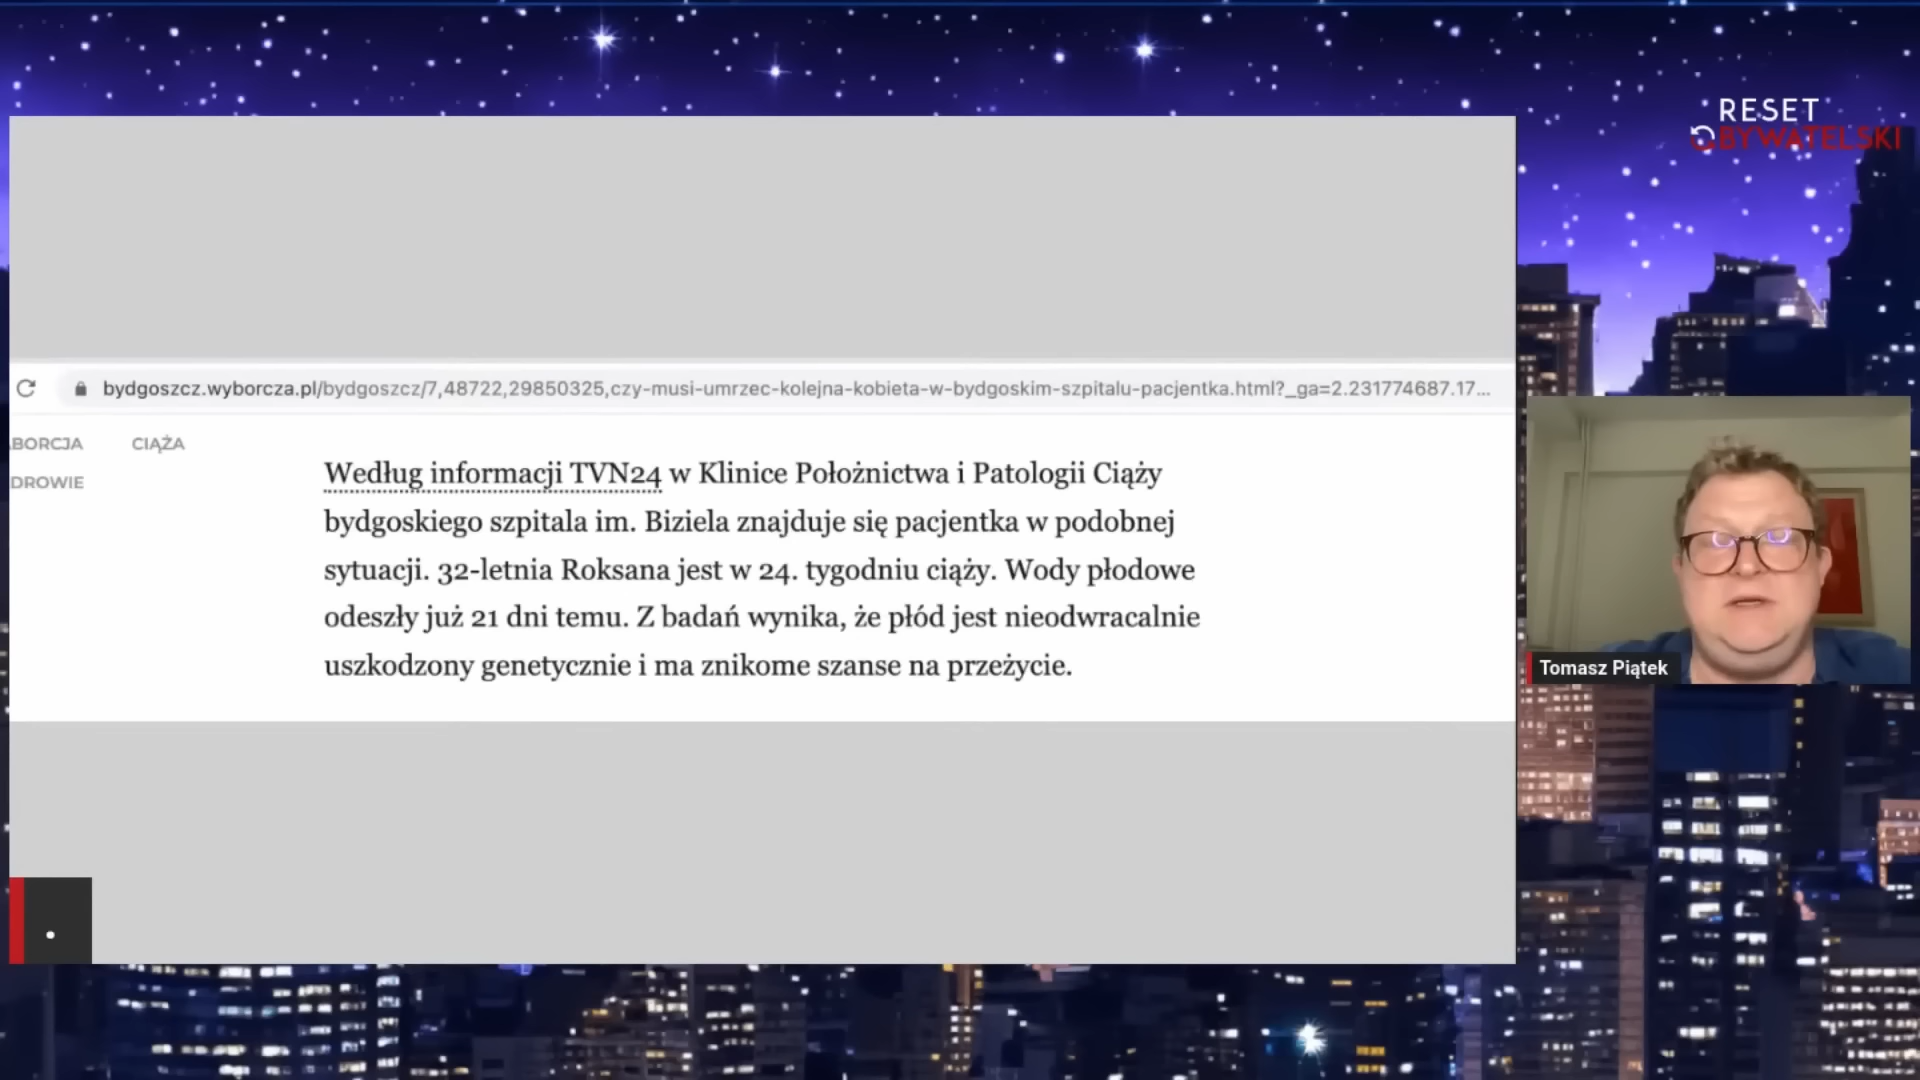 RESET
OBYWATELSKI
bydgoszcz.wyborcza.pl/bydgoszcz/7,48722,29850325,czy-musi-umrzec-kolejna-kobieta-w-bydgoskim-szpitalu-pacjentka.html?_ga=2.231774687.17...
BORCJA CIĄŻA
DROWIE
Według informacji TVN24 w Klinice Położnictwa i Patologii Ciąży
bydgoskiego szpitala im. Biziela znajduje się pacjentka w podobnej
sytuacji. 32-letnia Roksana jest w 24. tygodniu ciąży. Wody płodowe
odeszły już 21 dni temu. Z badań wynika, że płód jest nieodwracalnie
uszkodzony genetycznie i ma znikome szanse na przeżycie.
Tomasz Piątek
.